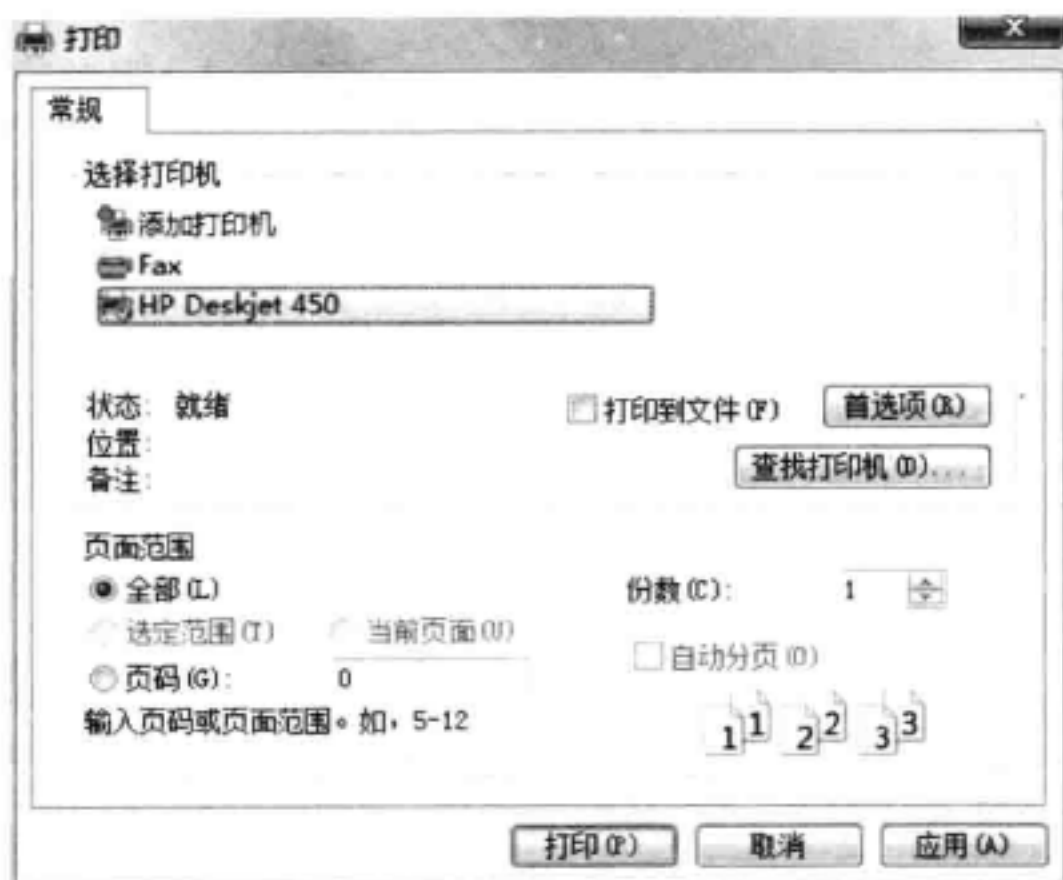 打印
常规
选择打印机
添加打印机
Fax
HP Deskjet 450
状态: 就绪
打印到文件(F) 首选项(R)
位置:
查找打印机(D)....
备注:
页面范围
全部(L) 份数(C): 1
选定范围(T) 当前页面(U)
自动分页(O)
页码(G): 0
输入页码或页面范围。如，5-12
1 1 2 2 3 3
打印(P) 取消 应用(A)